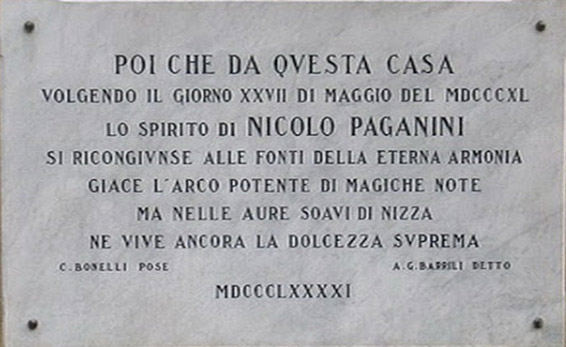 POI CHE DA QVESTA CASA
VOLGENDO IL GIORNO XXVII DI MAGGIO DEL MDCCCXL
LO SPIRITO DI NICOLO PAGANINI
SI RICONGIVNSE ALLE FONTI DELLA ETERNA ARMONIA
GIACE L'ARCO POTENTE DI MAGICHE NOTE
MA NELLE AURE SOAVI DI NIZZA
NE VIVE ANCORA LA DOLCEZZA SVPREMA
C. BONELLI POSE A.G. BARRILI DETTO
MDCCCLXXXXI